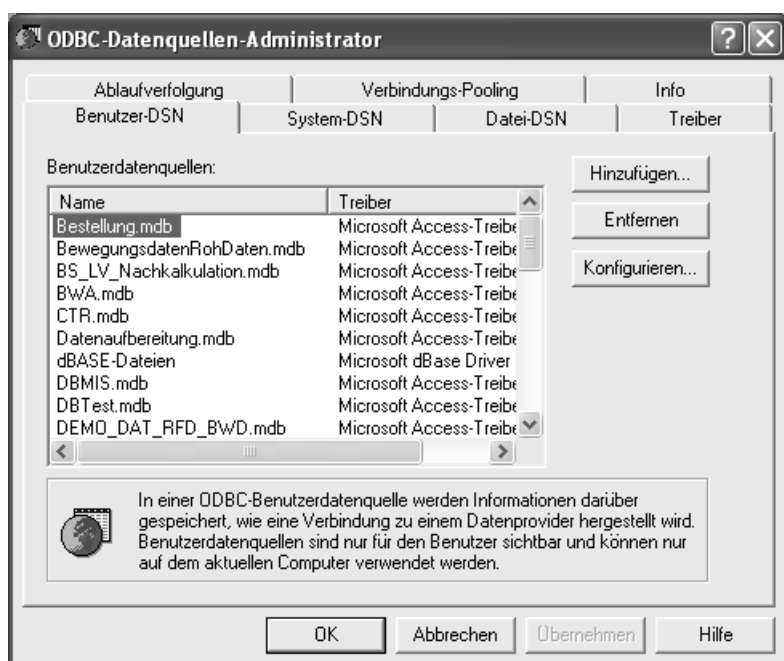 ODBC-Datenquellen-Administrator
Ablaufverfolgung Verbindungs-Pooling Info
Benutzer-DSN System-DSN Datei-DSN Treiber
Benutzerdatenquellen:
Name Treiber
Bestellung.mdb Microsoft Access-Treibe
BewegungsdatenRohDaten.mdb Microsoft Access-Treibe
BS_LV_Nachkalkulation.mdb Microsoft Access-Treibe
BWA.mdb Microsoft Access-Treibe
CTR.mdb Microsoft Access-Treibe
Datenaufbereitung.mdb Microsoft Access-Treibe
dBASE-Dateien Microsoft dBase Driver
DBMIS.mdb Microsoft Access-Treibe
DBTest.mdb Microsoft Access-Treibe
DEMO_DAT_RFD_BWD.mdb Microsoft Access-Treibe
Hinzufügen...
Entfernen
Konfigurieren...
In einer ODBC-Benutzerdatenquelle werden Informationen darüber
gespeichert, wie eine Verbindung zu einem Datenprovider hergestellt wird.
Benutzerdatenquellen sind nur für den Benutzer sichtbar und können nur
auf dem aktuellen Computer verwendet werden.
OK Abbrechen Übernehmen Hilfe